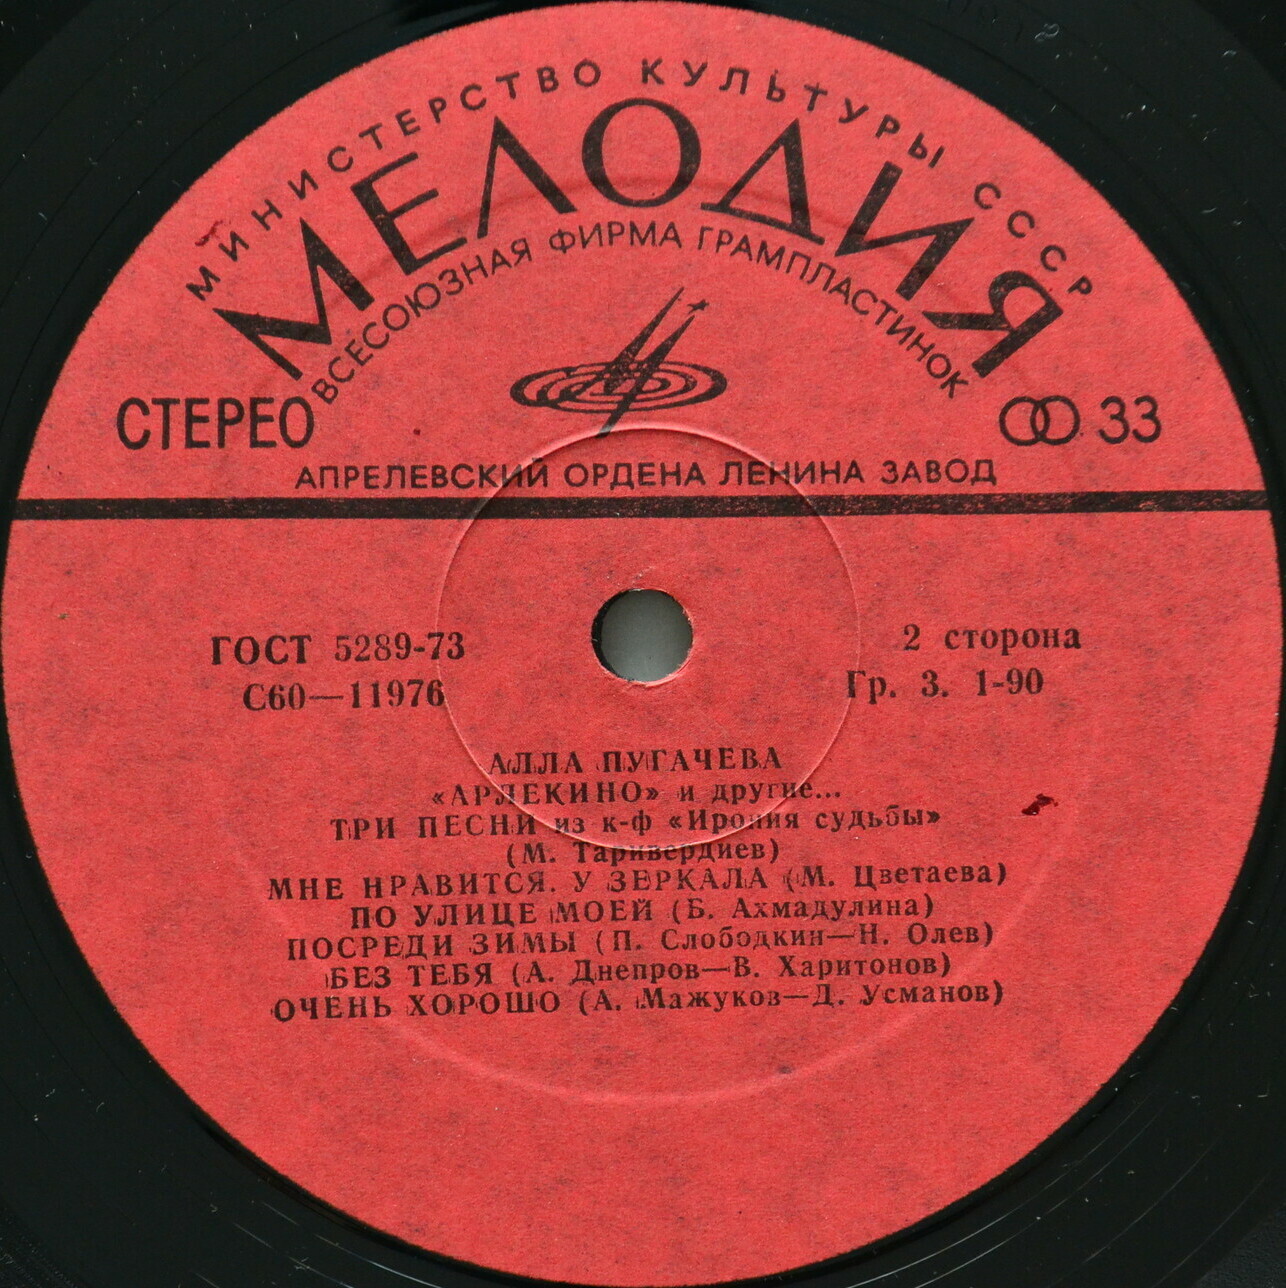 МИНИСТЕРСТВО КУЛЬТУРЫ СССР
МЕЛОДИЯ
ВСЕСОЮЗНАЯ ФИРМА ГРАМПЛАСТИНОК
СТЕРЕО 33
АПРЕЛЕВСКИЙ ОРДЕНА ЛЕНИНА ЗАВОД
ГОСТ 5289-73 2 сторона
С60—11976 Гр. 3. 1-90
АЛЛА ПУГАЧЕВА
«АРЛЕКИНО» и другие...
ТРИ ПЕСНИ из к-ф «Ирония судьбы»
(М. Таривердиев)
МНЕ НРАВИТСЯ. У ЗЕРКАЛА (М. Цветаева)
ПО УЛИЦЕ МОЕЙ (Б. Ахмадулина)
ПОСРЕДИ ЗИМЫ (П. Слободкин—Н. Олев)
БЕЗ ТЕБЯ (А. Днепров—В. Харитонов)
ОЧЕНЬ ХОРОШО (А. Мажуков—Д. Усманов)